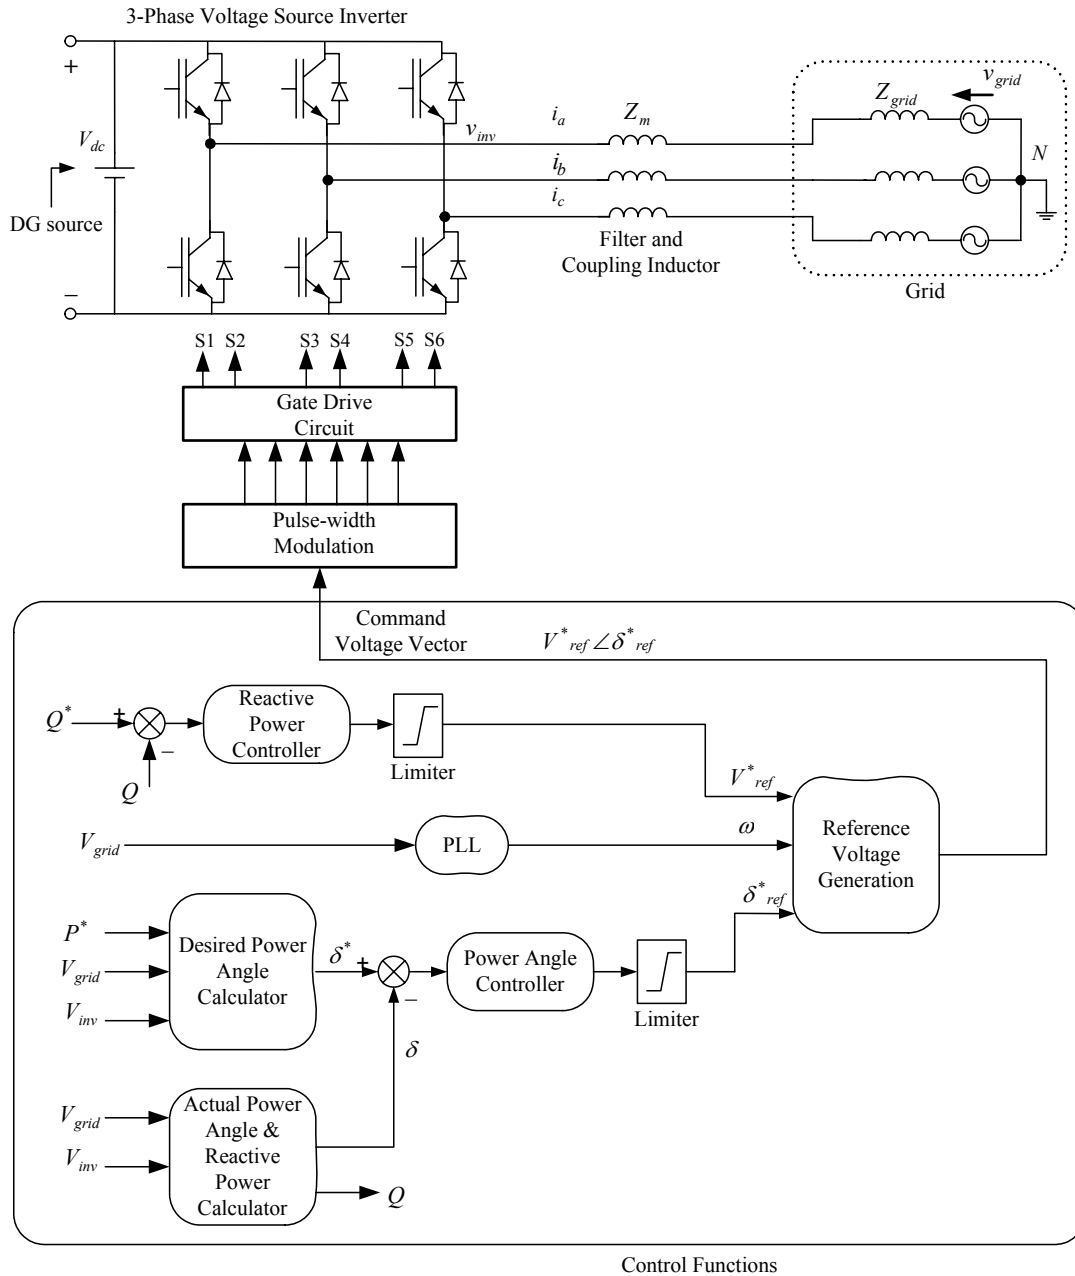 3-Phase Voltage Source Inverter
+
V_dc
DG source
−
v_inv
i_a
i_b
i_c
Z_m
Filter and
Coupling Inductor
Z_grid
v_grid
N
Grid
S1 S2 S3 S4 S5 S6
Gate Drive
Circuit
Pulse-width
Modulation
Command
Voltage Vector
V*_ref ∠δ*_ref
Q*
+
−
Q
Reactive
Power
Controller
Limiter
V*_ref
V_grid
PLL
ω
Reference
Voltage
Generation
δ*_ref
P*
V_grid
V_inv
Desired Power
Angle
Calculator
δ*
+
−
δ
Power Angle
Controller
Limiter
V_grid
V_inv
Actual Power
Angle &
Reactive
Power
Calculator
Q
Control Functions